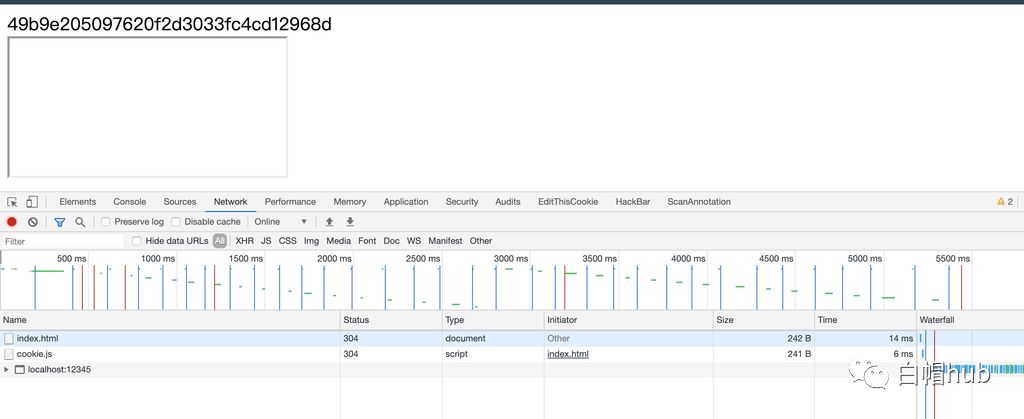 49b9e205097620f2d3033fc4cd12968d
Elements Console Sources Network Performance Memory Application Security Audits EditThisCookie HackBar ScanAnnotation 2
Preserve log Disable cache Online
Filter Hide data URLs All XHR JS CSS Img Media Font Doc WS Manifest Other
500 ms 1000 ms 1500 ms 2000 ms 2500 ms 3000 ms 3500 ms 4000 ms 4500 ms 5000 ms 5500 ms
Name Status Type Initiator Size Time Waterfall
index.html 304 document Other 242 B 14 ms
cookie.js 304 script index.html 241 B 6 ms
localhost:12345
白帽hub